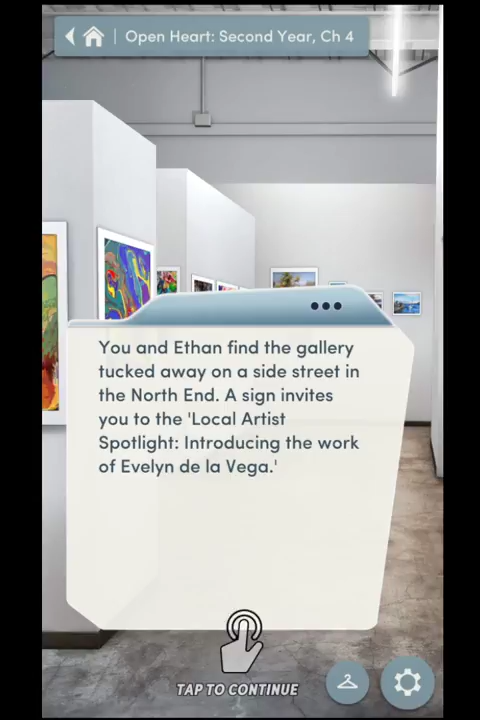 Open Heart: Second Year, Ch 4
You and Ethan find the gallery
tucked away on a side street in
the North End. A sign invites
you to the 'Local Artist
Spotlight: Introducing the work
of Evelyn de la Vega.'
TAP TO CONTINUE